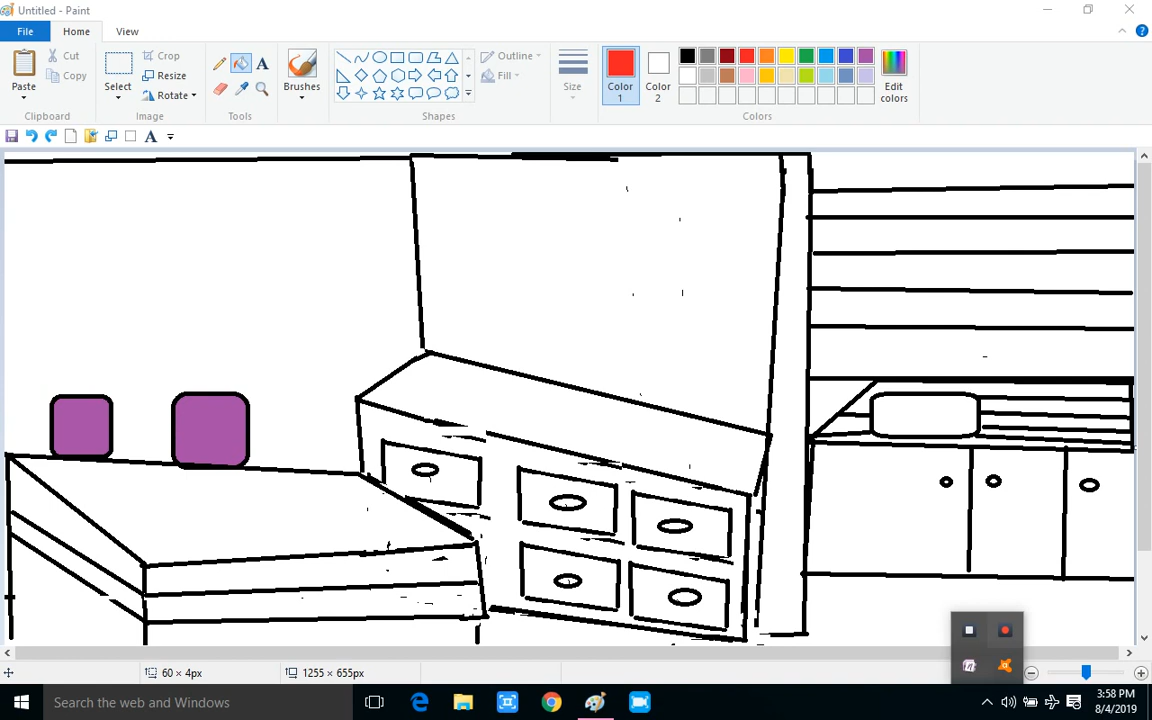 Untitled - Paint
File Home View
Paste
Cut
Copy
Clipboard
Select
Crop
Resize
Rotate
Image
A
Tools
Brushes
Outline
Fill
Shapes
Size
Color 1
Color 2
Edit colors
Colors
A
60 × 4px
1255 × 655px
Search the web and Windows
3:58 PM
8/4/2019